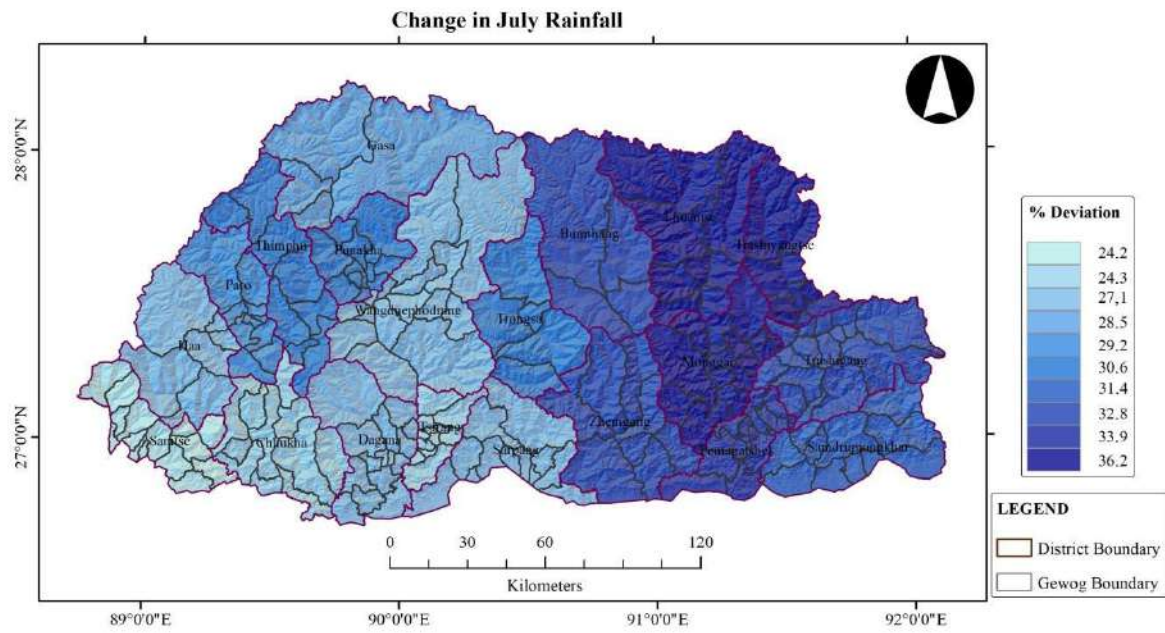 Change in July Rainfall
28°0'0"N
27°0'0"N
Gasa
Thimphu
Punakha
Paro
Haa
Wangduephodrang
Trongsa
Bumthang
Lhuntse
Trashiyangtse
Monggar
Trashigang
Samtse
Chhukha
Dagana
Tsirang
Sarpang
Zhemgang
Pemagatshel
Samdrupjongkhar
% Deviation
24.2
24.3
27.1
28.5
29.2
30.6
31.4
32.8
33.9
36.2
LEGEND
District Boundary
Gewog Boundary
0 30 60 120
Kilometers
89°0'0"E 90°0'0"E 91°0'0"E 92°0'0"E